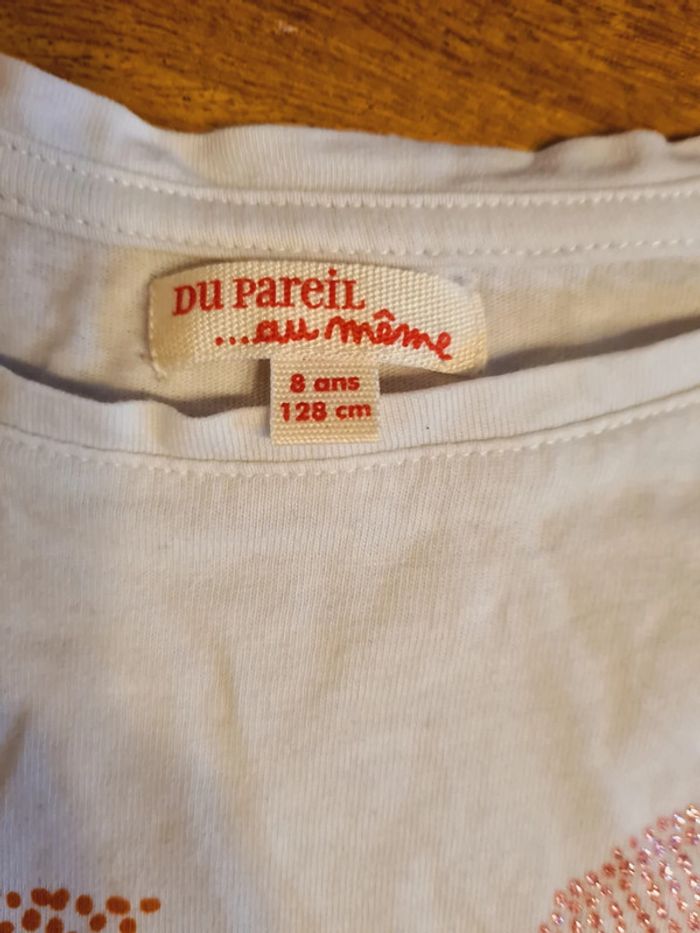 DU PAREIL
...au même
8 ans
128 cm